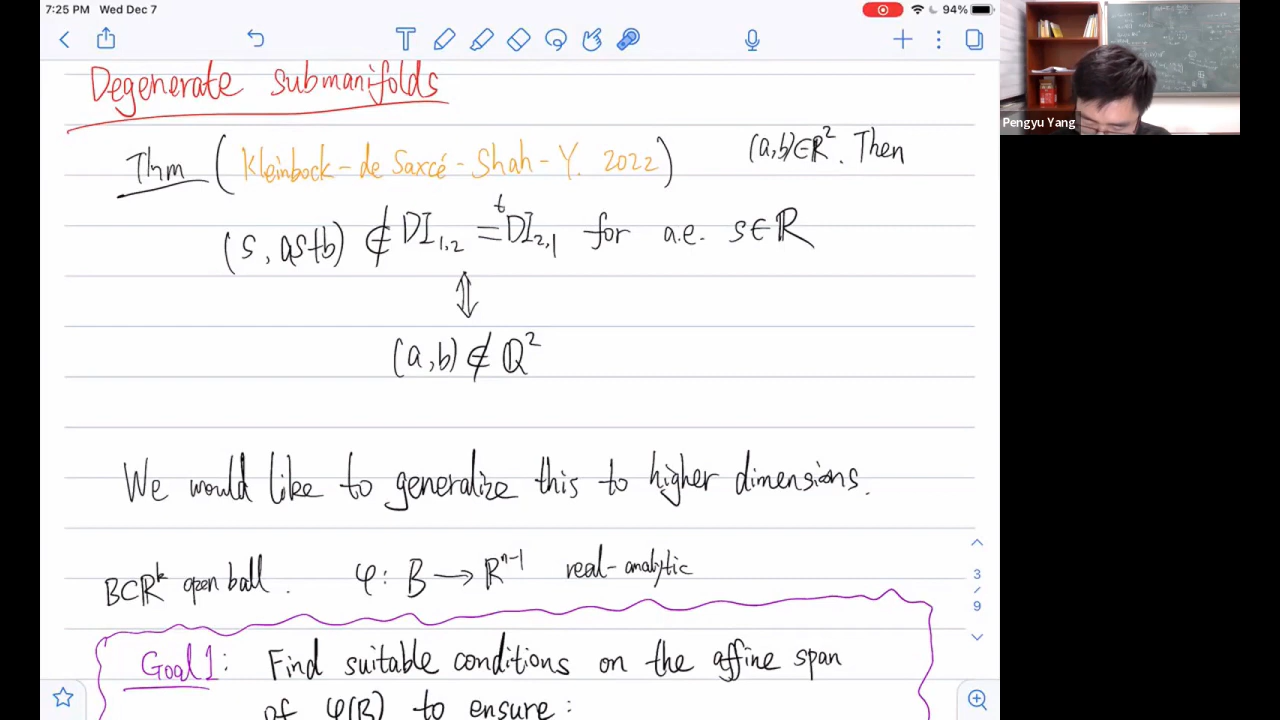 7:25 PM Wed Dec 7
94%
Degenerate submanifolds
Thm (Kleinbock - de Saxcé - Shah - Y. 2022) (a,b)∈ℝ². Then
(s, as+b) ∉ DI₁,₂ = ᵗDI₂,₁ for a.e. s∈ℝ
⇕
(a,b) ∉ ℚ²
We would like to generalize this to higher dimensions.
B⊂ℝᵏ open ball. φ: B → ℝⁿ⁻¹ real-analytic
Goal 1: Find suitable conditions on the affine span
of φ(B) to ensure:
3
/
9
Pengyu Yang